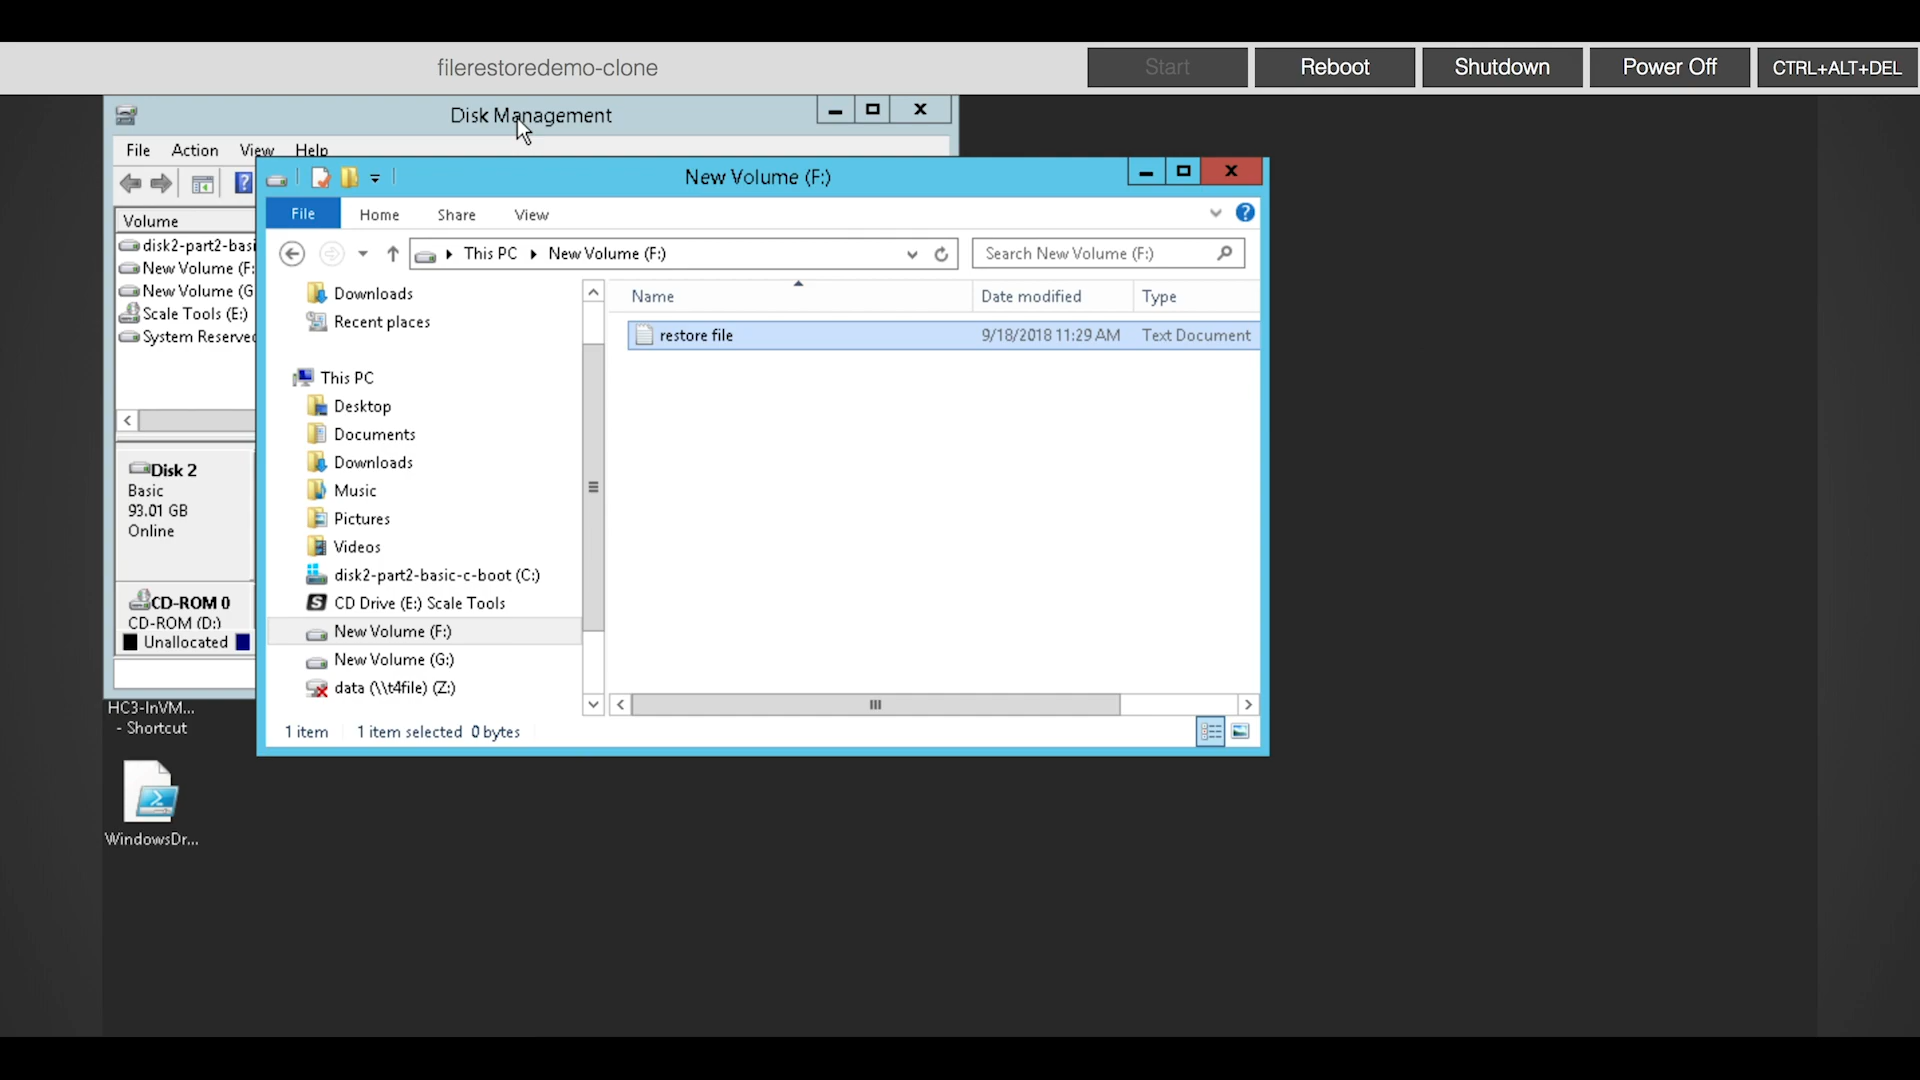 filerestoredemo-clone
Start
Reboot
Shutdown
Power Off
CTRL+ALT+DEL
Disk Management
File Action View Help
Volume
disk2-part2-basi
New Volume (F:
New Volume (G
Scale Tools (E:)
System Reserve
Disk 2
Basic
93.01 GB
Online
CD-ROM 0
CD-ROM (D:)
Unallocated
New Volume (F:)
File Home Share View
This PC New Volume (F:)
Search New Volume (F:)
Downloads
Recent places
This PC
Desktop
Documents
Downloads
Music
Pictures
Videos
disk2-part2-basic-c-boot (C:)
CD Drive (E:) Scale Tools
New Volume (F:)
New Volume (G:)
data (\\t4file) (Z:)
Name Date modified Type
restore file 9/18/2018 11:29 AM Text Document
1 item 1 item selected 0 bytes
HC3-InVM...
- Shortcut
WindowsDr...